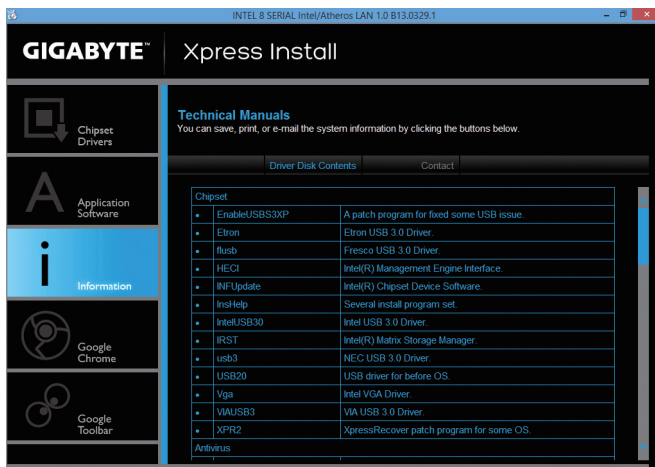 INTEL 8 SERIAL Intel/Atheros LAN 1.0 B13.0329.1
GIGABYTE™
Xpress Install
Chipset
Drivers
Application
Software
Information
Google
Chrome
Google
Toolbar
Technical Manuals
You can save, print, or e-mail the system information by clicking the buttons below.
Driver Disk Contents Contact
Chipset
• EnableUSBS3XP A patch program for fixed some USB issue.
• Etron Etron USB 3.0 Driver.
• flusb Fresco USB 3.0 Driver.
• HECI Intel(R) Management Engine Interface.
• INFUpdate Intel(R) Chipset Device Software.
• InsHelp Several install program set.
• IntelUSB30 Intel USB 3.0 Driver.
• IRST Intel(R) Matrix Storage Manager.
• usb3 NEC USB 3.0 Driver.
• USB20 USB driver for before OS.
• Vga Intel VGA Driver.
• VIAUSB3 VIA USB 3.0 Driver.
• XPR2 XpressRecover patch program for some OS.
Antivirus